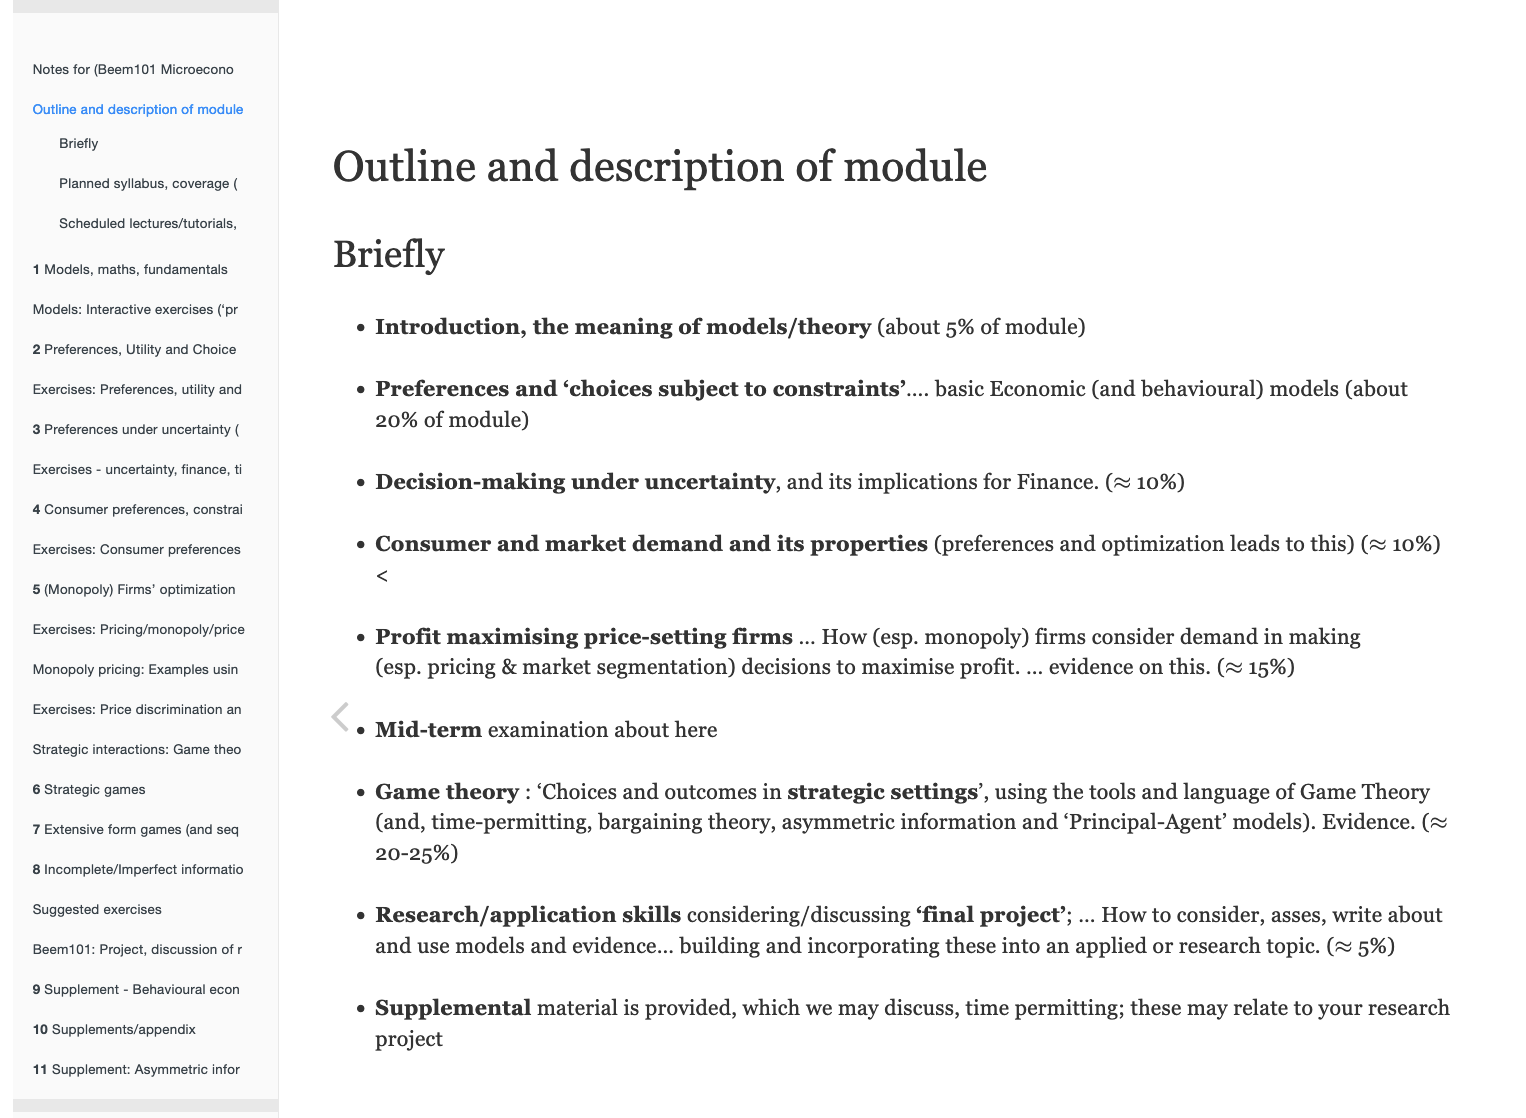 Notes for (Beem101 Microecono
Outline and description of module
Briefly
Planned syllabus, coverage (
Scheduled lectures/tutorials,
1 Models, maths, fundamentals
Models: Interactive exercises (‘pr
2 Preferences, Utility and Choice
Exercises: Preferences, utility and
3 Preferences under uncertainty (
Exercises - uncertainty, finance, ti
4 Consumer preferences, constrai
Exercises: Consumer preferences
5 (Monopoly) Firms’ optimization
Exercises: Pricing/monopoly/price
Monopoly pricing: Examples usin
Exercises: Price discrimination an
Strategic interactions: Game theo
6 Strategic games
7 Extensive form games (and seq
8 Incomplete/Imperfect informatio
Suggested exercises
Beem101: Project, discussion of r
9 Supplement - Behavioural econ
10 Supplements/appendix
11 Supplement: Asymmetric infor
Outline and description of module
Briefly
• Introduction, the meaning of models/theory (about 5% of module)
• Preferences and ‘choices subject to constraints’.... basic Economic (and behavioural) models (about
20% of module)
• Decision-making under uncertainty, and its implications for Finance. (≈ 10%)
• Consumer and market demand and its properties (preferences and optimization leads to this) (≈ 10%)
<
• Profit maximising price-setting firms ... How (esp. monopoly) firms consider demand in making
(esp. pricing & market segmentation) decisions to maximise profit. ... evidence on this. (≈ 15%)
• Mid-term examination about here
• Game theory : ‘Choices and outcomes in strategic settings’, using the tools and language of Game Theory
(and, time-permitting, bargaining theory, asymmetric information and ‘Principal-Agent’ models). Evidence. (≈
20-25%)
• Research/application skills considering/discussing ‘final project’; ... How to consider, asses, write about
and use models and evidence... building and incorporating these into an applied or research topic. (≈ 5%)
• Supplemental material is provided, which we may discuss, time permitting; these may relate to your research
project